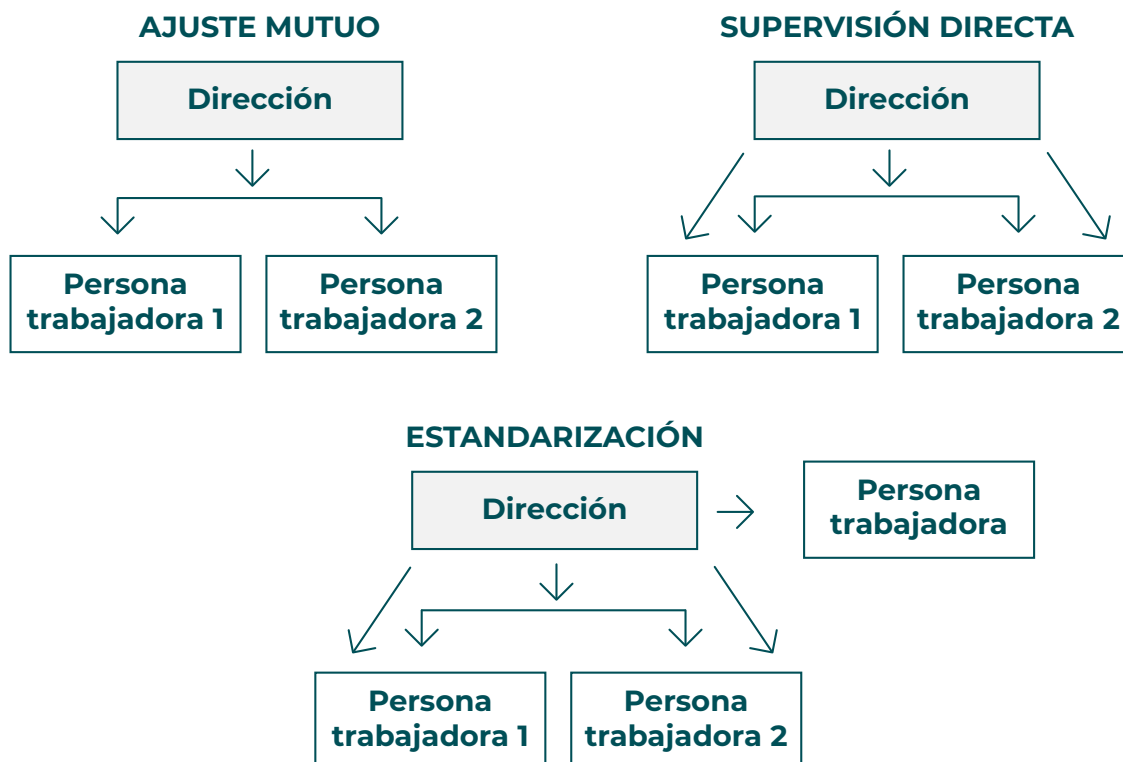 AJUSTE MUTUO
Dirección
Persona
trabajadora 1
Persona
trabajadora 2
SUPERVISIÓN DIRECTA
Dirección
Persona
trabajadora 1
Persona
trabajadora 2
ESTANDARIZACIÓN
Dirección
Persona
trabajadora
Persona
trabajadora 1
Persona
trabajadora 2